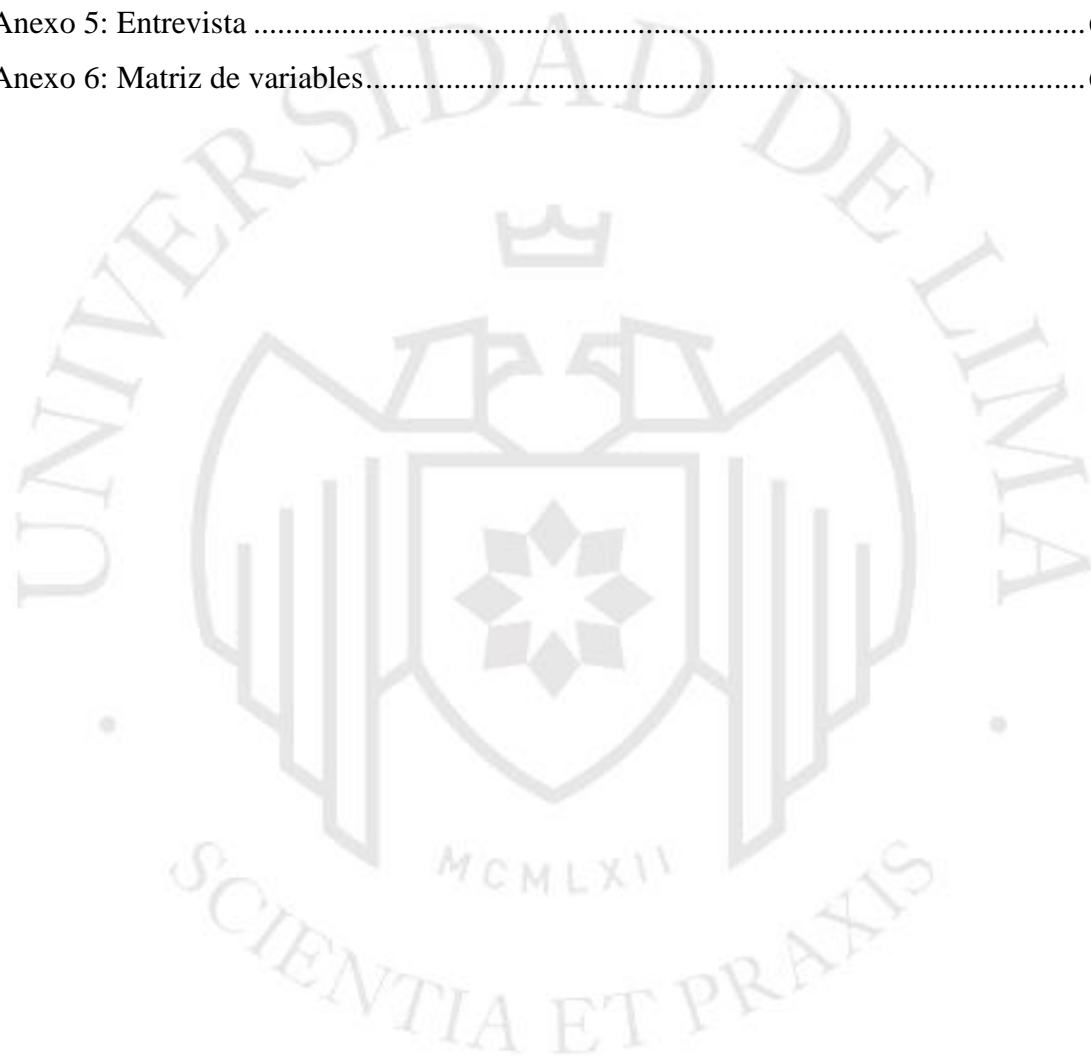 Anexo 5: Entrevista ........................................................................................................
Anexo 6: Matriz de variables..........................................................................................
UNIVERSIDAD DE LIMA
MCMLXII
SCIENTIA ET PRAXIS